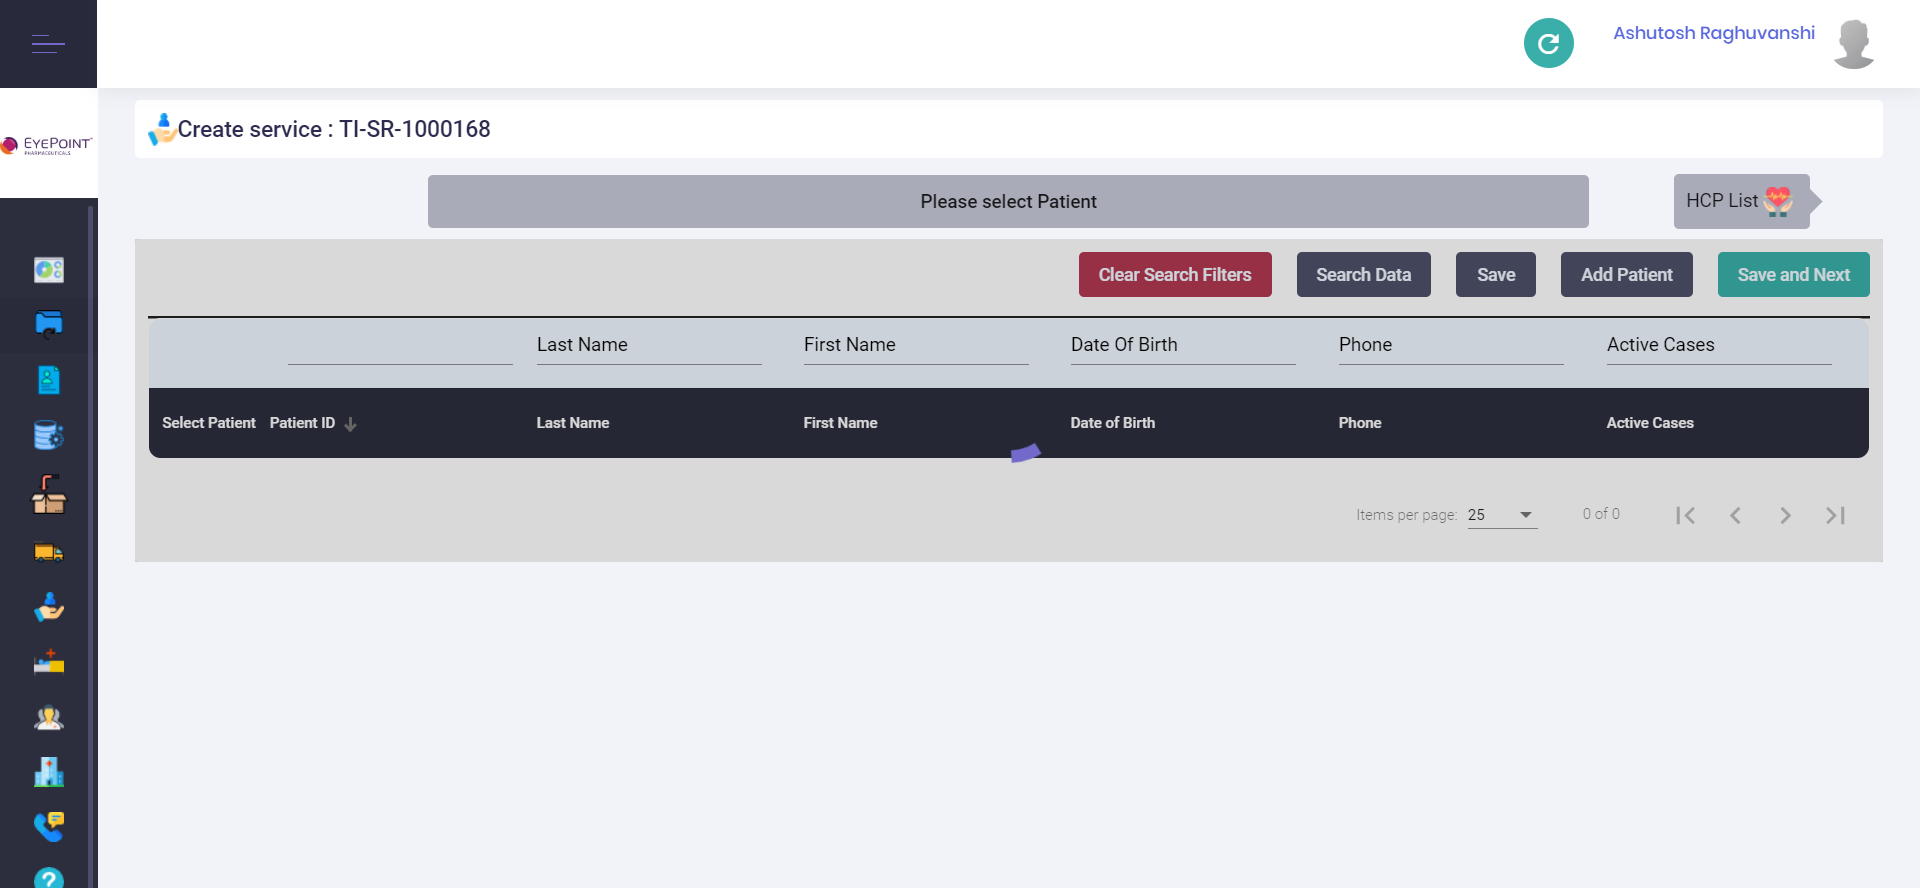 Ashutosh Raghuvanshi
EYEPOINT
PHARMACEUTICALS
Create service : TI-SR-1000168
Please select Patient
HCP List
Clear Search Filters
Search Data
Save
Add Patient
Save and Next
Last Name
First Name
Date Of Birth
Phone
Active Cases
Select Patient
Patient ID
Last Name
First Name
Date of Birth
Phone
Active Cases
Items per page:
25
0 of 0
?